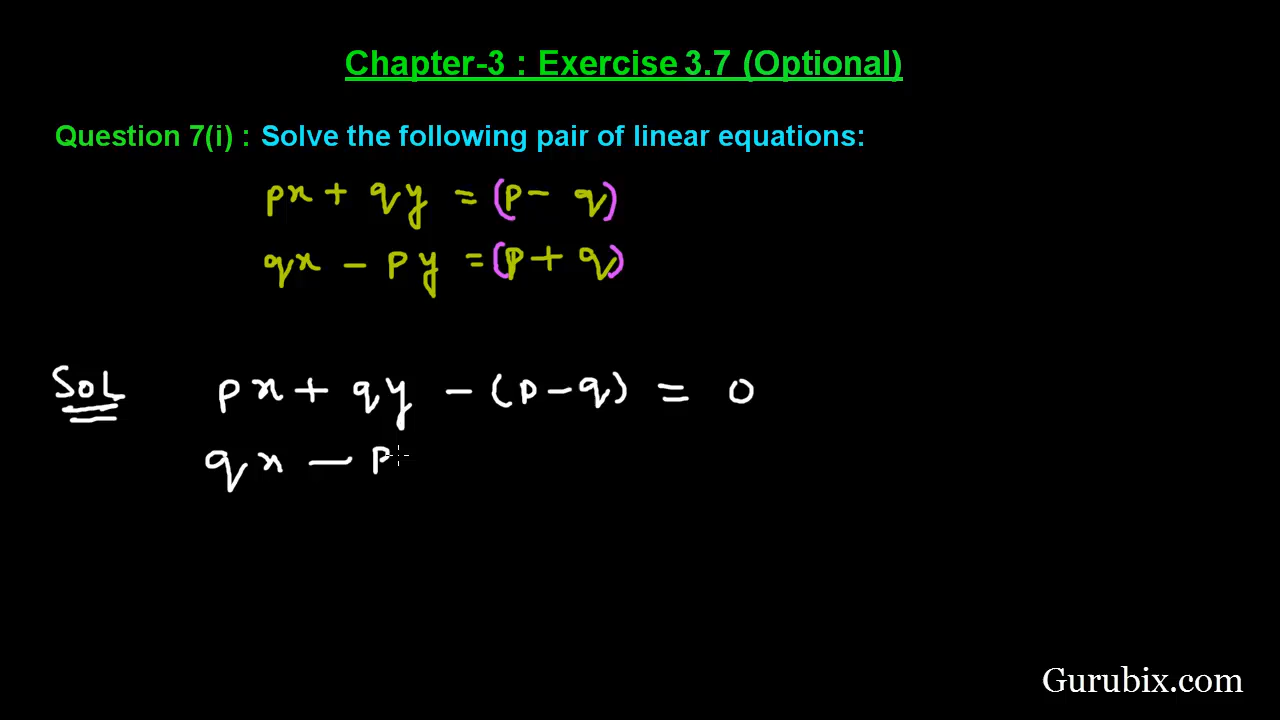 Chapter-3 : Exercise 3.7 (Optional)
Question 7(i) : Solve the following pair of linear equations:
px + qy = (p - q)
qx - py = (p + q)
SoL px + qy - (p - q) = 0
qx - p
Gurubix.com